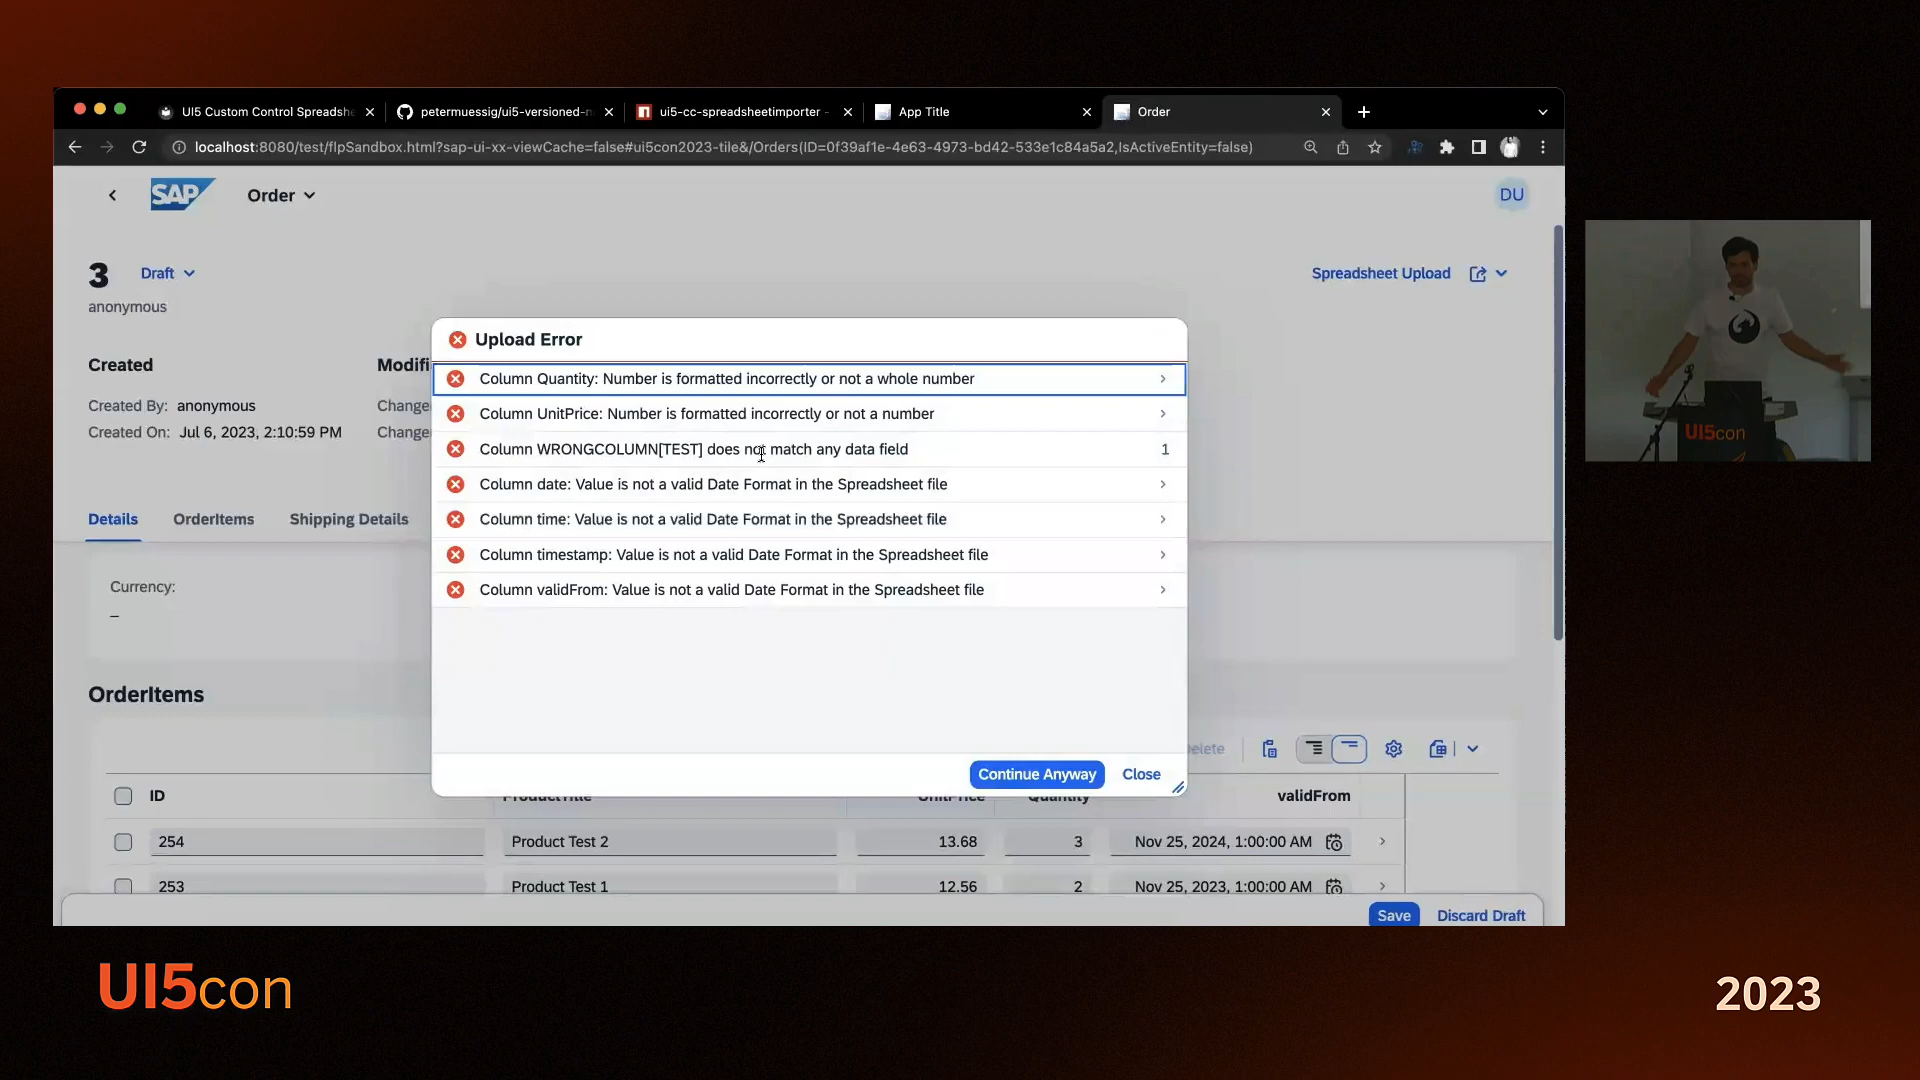 UI5 Custom Control Spreadshe
petermuessig/ui5-versioned-n
ui5-cc-spreadsheetimporter -
App Title
Order
localhost:8080/test/flpSandbox.html?sap-ui-xx-viewCache=false#ui5con2023-tile&/Orders(ID=0f39af1e-4e63-4973-bd42-533e1c84a5a2,IsActiveEntity=false)
SAP
Order
DU
3
Draft
Spreadsheet Upload
anonymous
Upload Error
Created
Modifi
Column Quantity: Number is formatted incorrectly or not a whole number
Created By: anonymous
Change
Column UnitPrice: Number is formatted incorrectly or not a number
Created On: Jul 6, 2023, 2:10:59 PM
Change
Column WRONGCOLUMN[TEST] does not match any data field
1
Column date: Value is not a valid Date Format in the Spreadsheet file
Details
OrderItems
Shipping Details
Column time: Value is not a valid Date Format in the Spreadsheet file
Column timestamp: Value is not a valid Date Format in the Spreadsheet file
Currency:
–
Column validFrom: Value is not a valid Date Format in the Spreadsheet file
OrderItems
Delete
Continue Anyway
Close
ID
ProductTitle
UnitPrice
Quantity
validFrom
254
Product Test 2
13.68
3
Nov 25, 2024, 1:00:00 AM
253
Product Test 1
12.56
2
Nov 25, 2023, 1:00:00 AM
Save
Discard Draft
UI5con
UI5con
2023